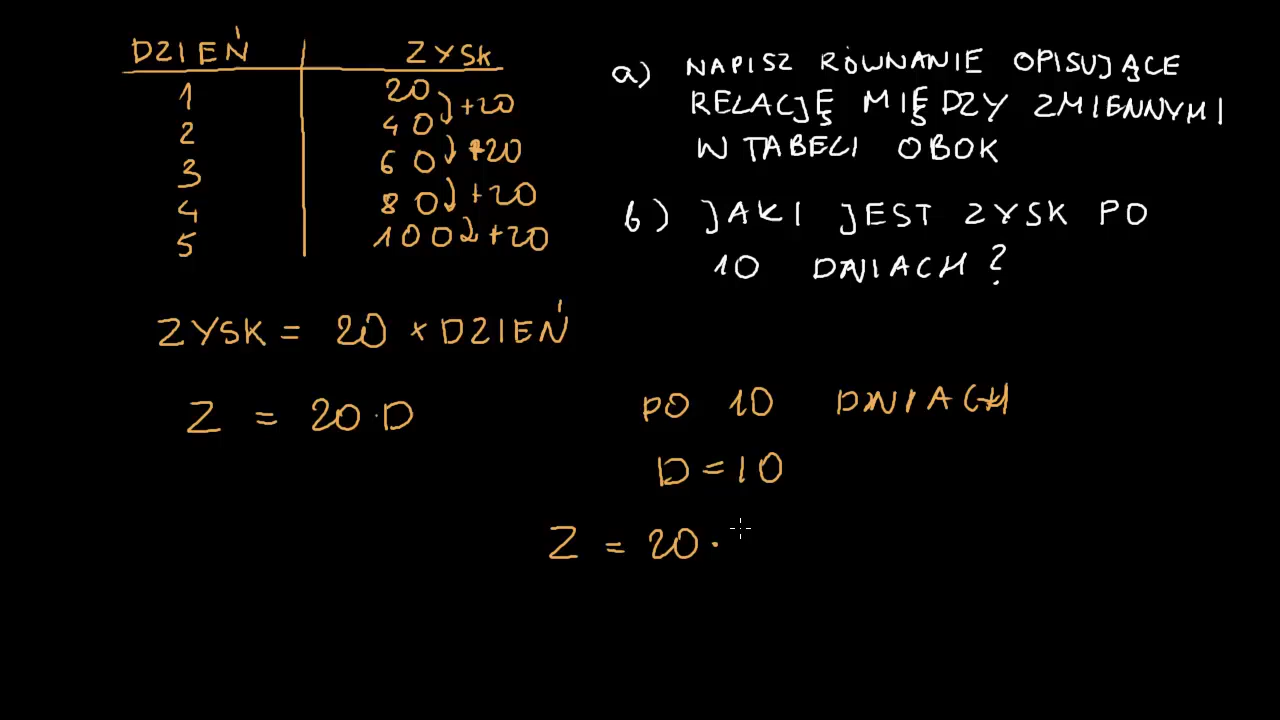 DZIEŃ ZYSK
1 20
+20
2 40
+20
3 60
+20
4 80
+20
5 100
a) NAPISZ RÓWNANIE OPISUJĄCE
RELACJĘ MIĘDZY ZMIENNYMI
W TABELI OBOK
b) JAKI JEST ZYSK PO
10 DNIACH?
ZYSK = 20 × DZIEŃ
Z = 20 · D
PO 10 DNIACH
D = 10
Z = 20 ·